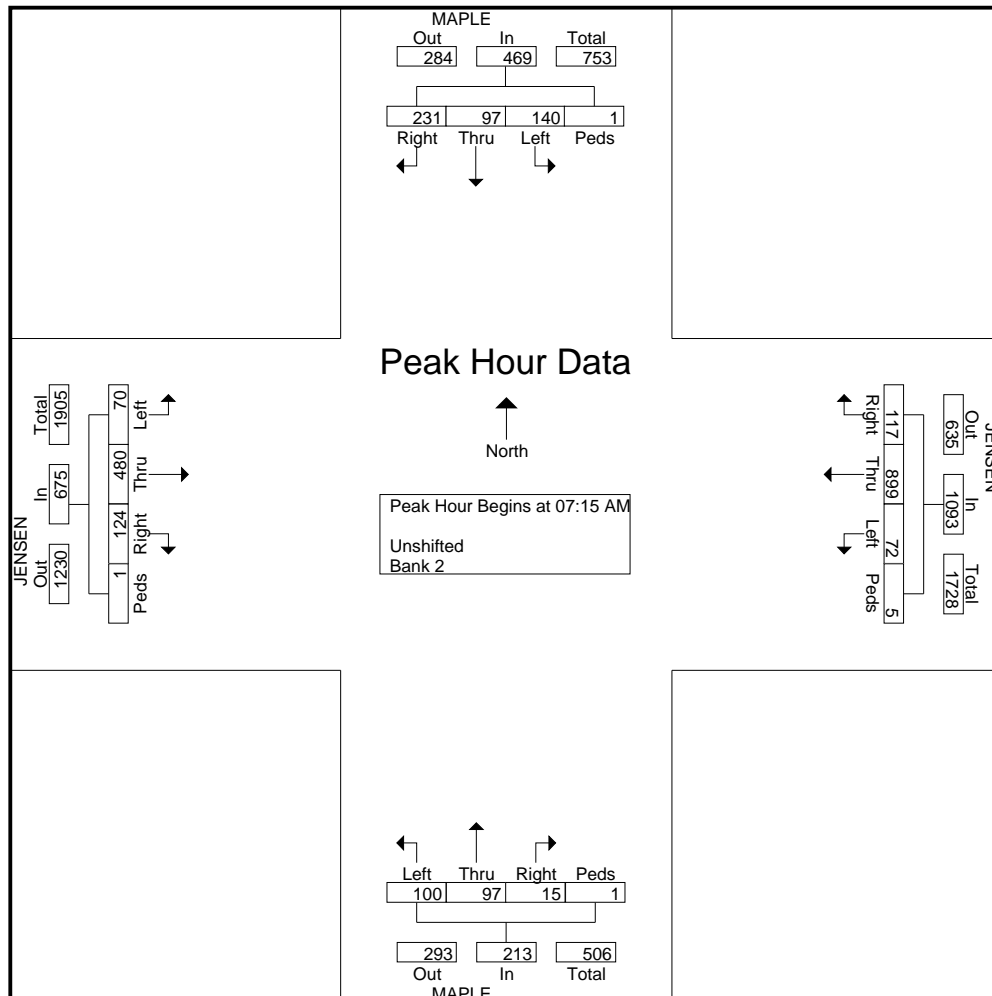 MAPLE
Out In Total
284 469 753
231 97 140 1
Right Thru Left Peds
Peak Hour Data
North
Peak Hour Begins at 07:15 AM
Unshifted
Bank 2
JENSEN
Out In Total
1230 675 1905
70 480 124 1
Left Thru Right Peds
JENSEN
Out In Total
635 1093 1728
117 899 72 5
Right Thru Left Peds
Left Thru Right Peds
100 97 15 1
293 213 506
Out In Total
MAPLE